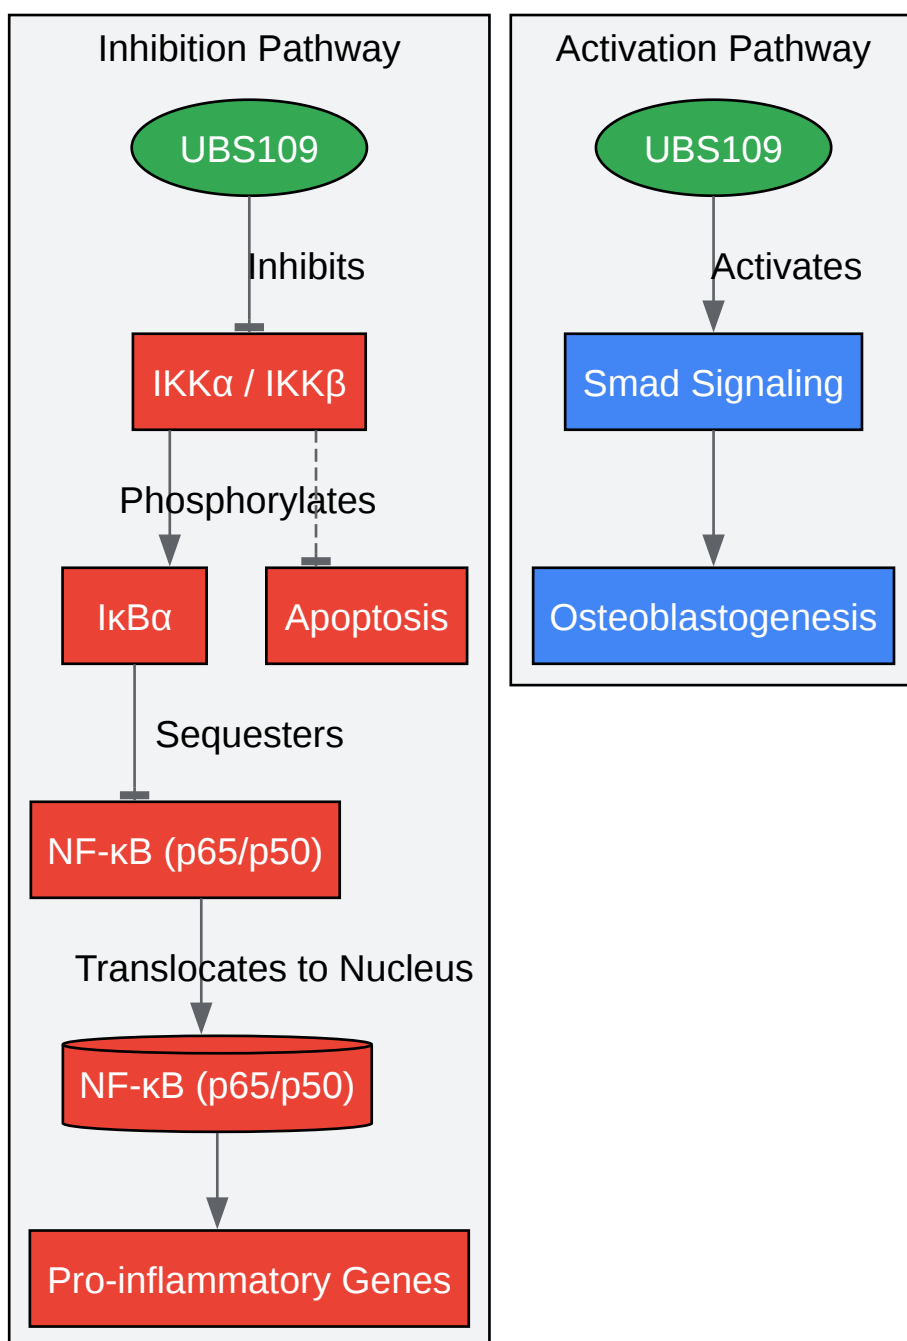 Inhibition Pathway
UBS109
Inhibits
IKKα / IKKβ
Phosphorylates
IκBα
Apoptosis
Sequesters
NF-κB (p65/p50)
Translocates to Nucleus
NF-κB (p65/p50)
Pro-inflammatory Genes
Activation Pathway
UBS109
Activates
Smad Signaling
Osteoblastogenesis